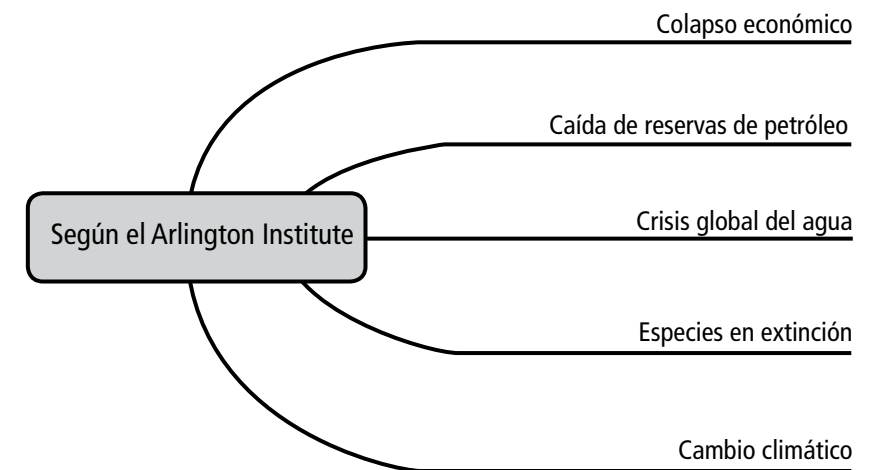 Colapso económico
Caída de reservas de petróleo
Según el Arlington Institute
Crisis global del agua
Especies en extinción
Cambio climático